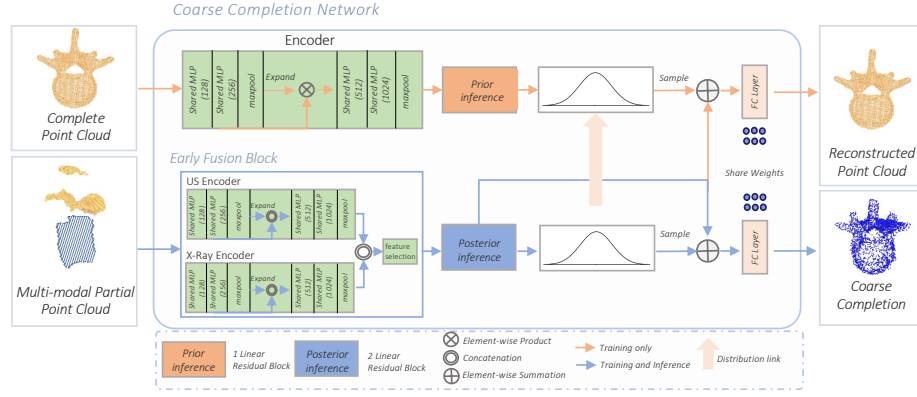 Coarse Completion Network
Complete
Point Cloud
Encoder
Shared MLP
(128)
Shared MLP
(256)
maxpool
Expand
Shared MLP
(512)
Shared MLP
(1024)
maxpool
Prior
inference
Sample
FC Layer
Reconstructed
Point Cloud
Share Weights
Early Fusion Block
US Encoder
Shared MLP
(128)
Shared MLP
(256)
maxpool
Expand
Shared MLP
(512)
Shared MLP
(1024)
maxpool
X-Ray Encoder
Shared MLP
(128)
Shared MLP
(256)
maxpool
Expand
Shared MLP
(512)
Shared MLP
(1024)
maxpool
feature
selection
Posterior
inference
Sample
FC Layer
Multi-modal Partial
Point Cloud
Coarse
Completion
Prior
inference
1 Linear
Residual Block
Posterior
inference
2 Linear
Residual Block
Element-wise Product
Concatenation
Element-wise Summation
Training only
Training and Inference
Distribution link